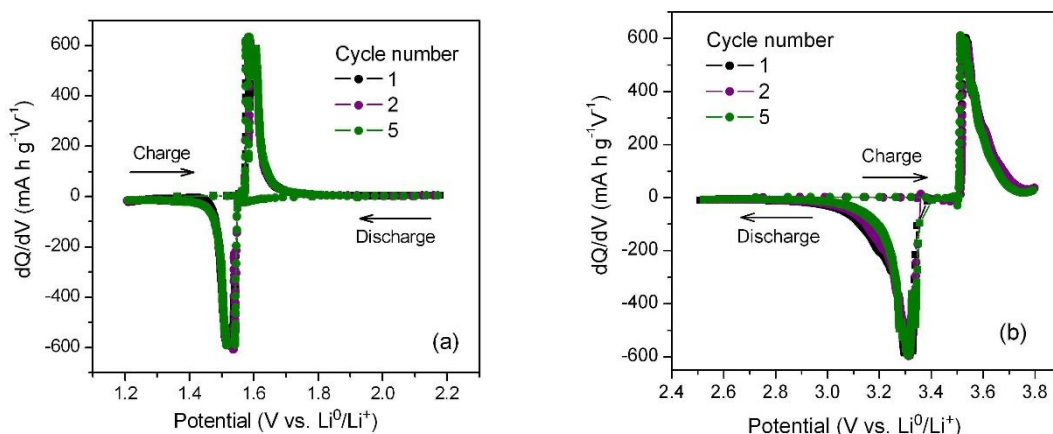 600
400
200
0
-200
-400
-600
dQ/dV (mA h g⁻¹V⁻¹)
Cycle number
1
2
5
Charge
Discharge
(a)
1.2 1.4 1.6 1.8 2.0 2.2
Potential (V vs. Li⁰/Li⁺)
600
400
200
0
-200
-400
-600
dQ/dV (mA h g⁻¹V⁻¹)
Cycle number
1
2
5
Charge
Discharge
(b)
2.4 2.6 2.8 3.0 3.2 3.4 3.6 3.8
Potential (V vs. Li⁰/Li⁺)